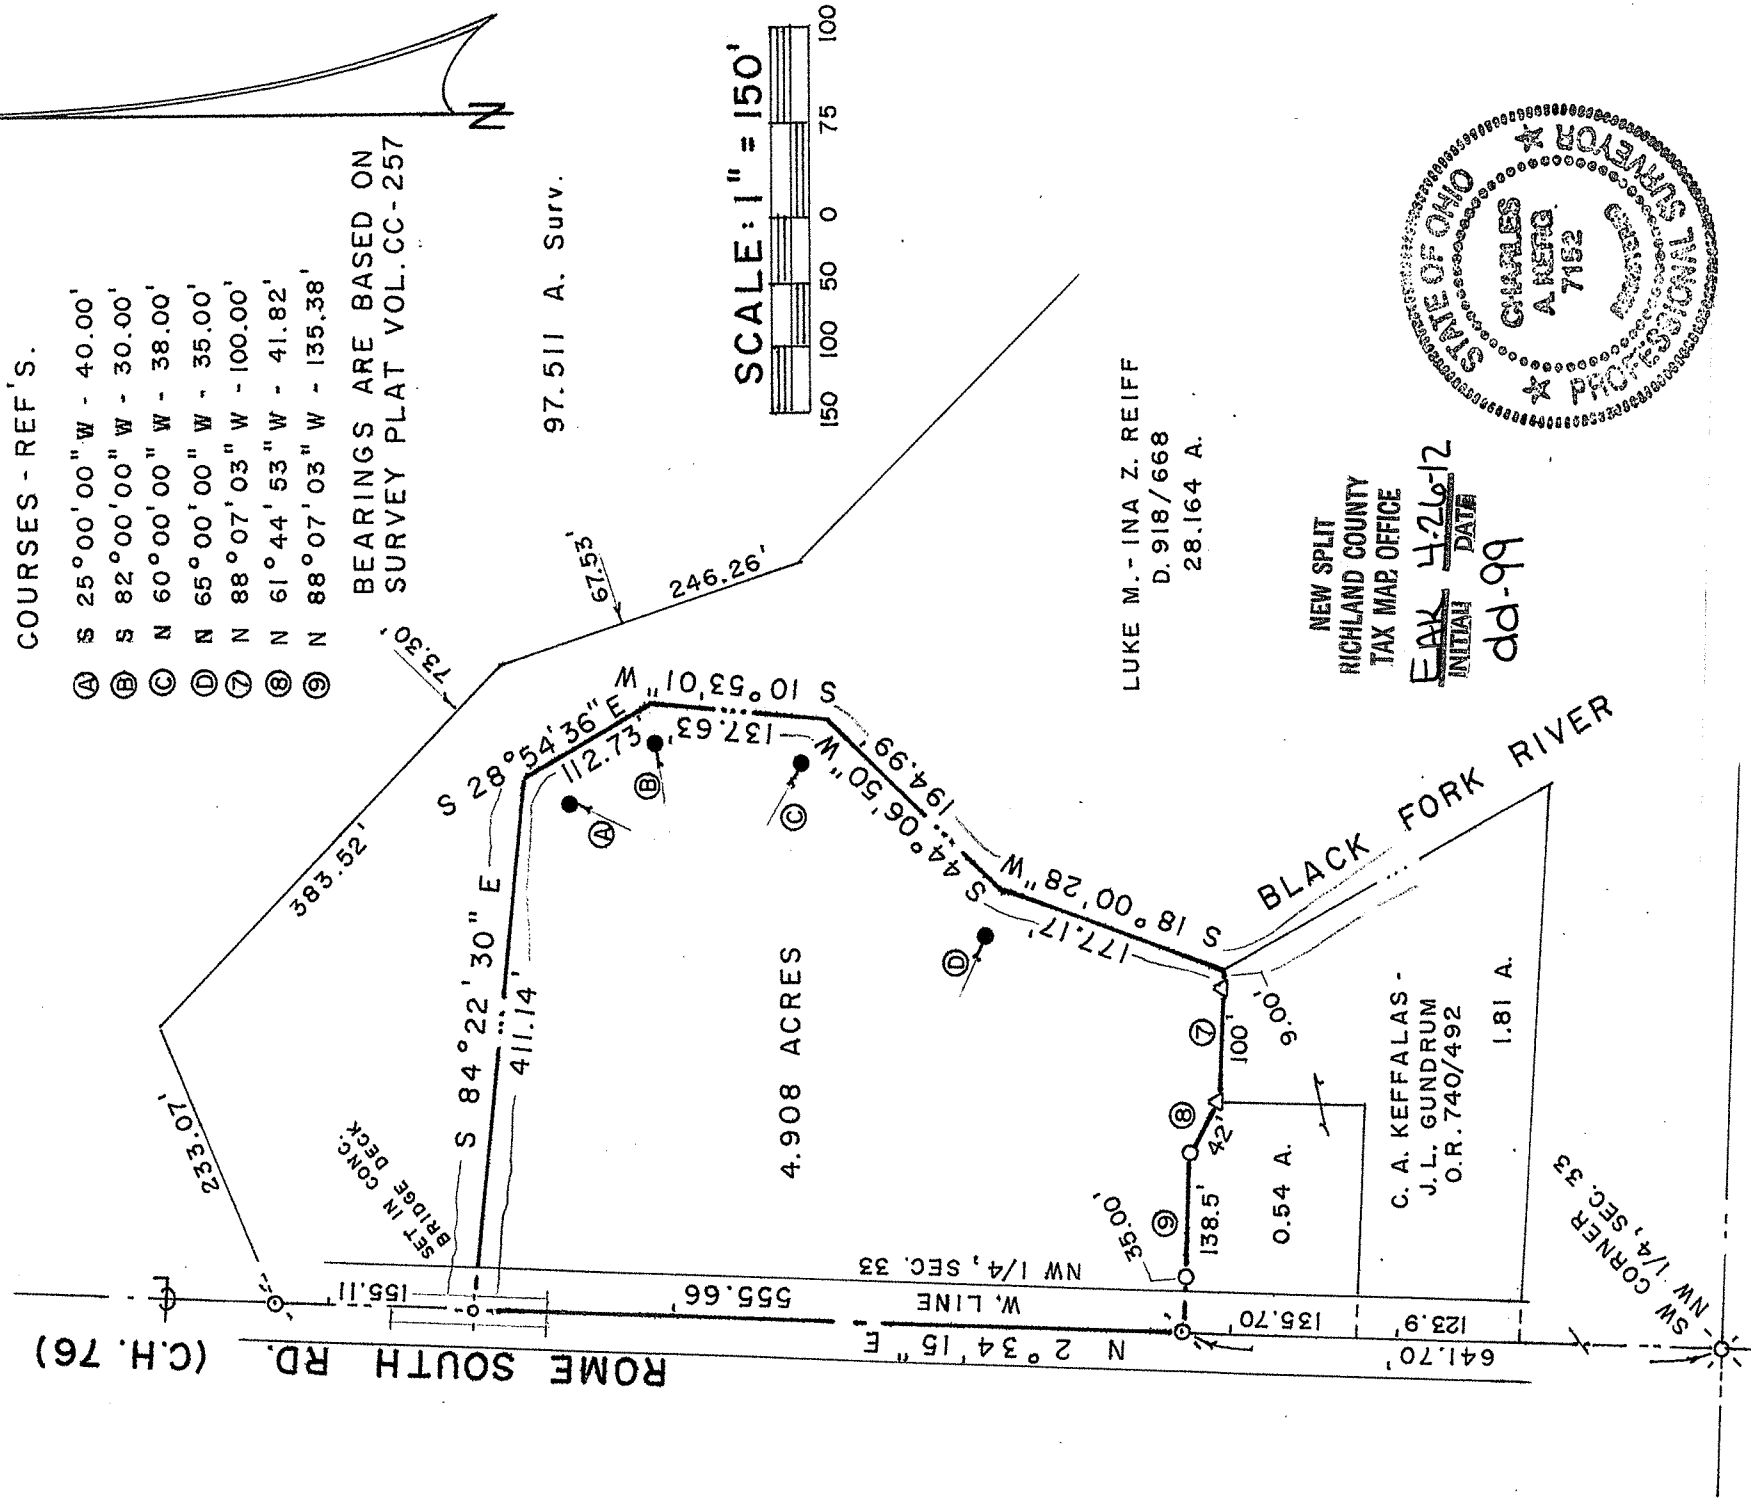 COURSES - REF'S.
Ⓐ S 25°00'00" W - 40.00'
Ⓑ S 82°00'00" W - 30.00'
Ⓒ N 60°00'00" W - 38.00'
Ⓓ N 65°00'00" W - 35.00'
⑦ N 88°07'03" W - 100.00'
⑧ N 61°44'53" W - 41.82'
⑨ N 88°07'03" W - 135.38'
BEARINGS ARE BASED ON
SURVEY PLAT VOL. CC-257
N
97.511 A. Surv.
SCALE: 1" = 150'
150 100 50 0 75 100
233.07'
383.52'
73.30'
67.53'
246.26'
SET IN CONC.
BRIDGE DECK
S 84°22'30" E
411.14'
S 28°54'36" E
112.73'
S 10°53'01" W
137.63'
S 44°06'50" W
194.99'
S 18°00'28" W
177.17'
Ⓐ
Ⓑ
Ⓒ
Ⓓ
4.908 ACRES
⑦
100'
9.00'
⑧
42'
⑨
138.5'
35.00'
0.54 A.
BLACK FORK RIVER
C. A. KEFFALAS -
J. L. GUNDRUM
O.R. 740/492
1.81 A.
LUKE M. - INA Z. REIFF
D. 918/668
28.164 A.
NEW SPLIT
RICHLAND COUNTY
TAX MAP OFFICE
EAK 4-26-12
INITIAL DATE
dd-99
STATE OF OHIO
CHARLES
7152
REGISTERED
PROFESSIONAL SURVEYOR
ROME SOUTH RD. (C.H. 76)
155.11'
555.66'
W. LINE NW 1/4, SEC. 33
N 2°34'15" E
135.70'
123.9'
641.70'
SW CORNER
NW 1/4, SEC. 33